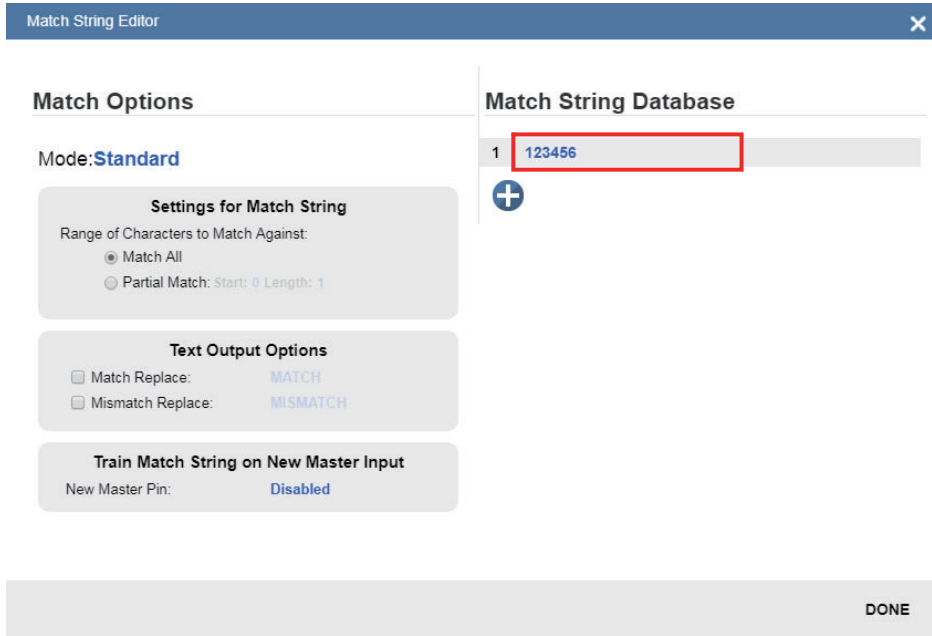 Match String Editor
Match Options
Mode:Standard
Settings for Match String
Range of Characters to Match Against:
Match All
Partial Match: Start: 0 Length: 1
Text Output Options
Match Replace: MATCH
Mismatch Replace: MISMATCH
Train Match String on New Master Input
New Master Pin: Disabled
Match String Database
1 123456
DONE